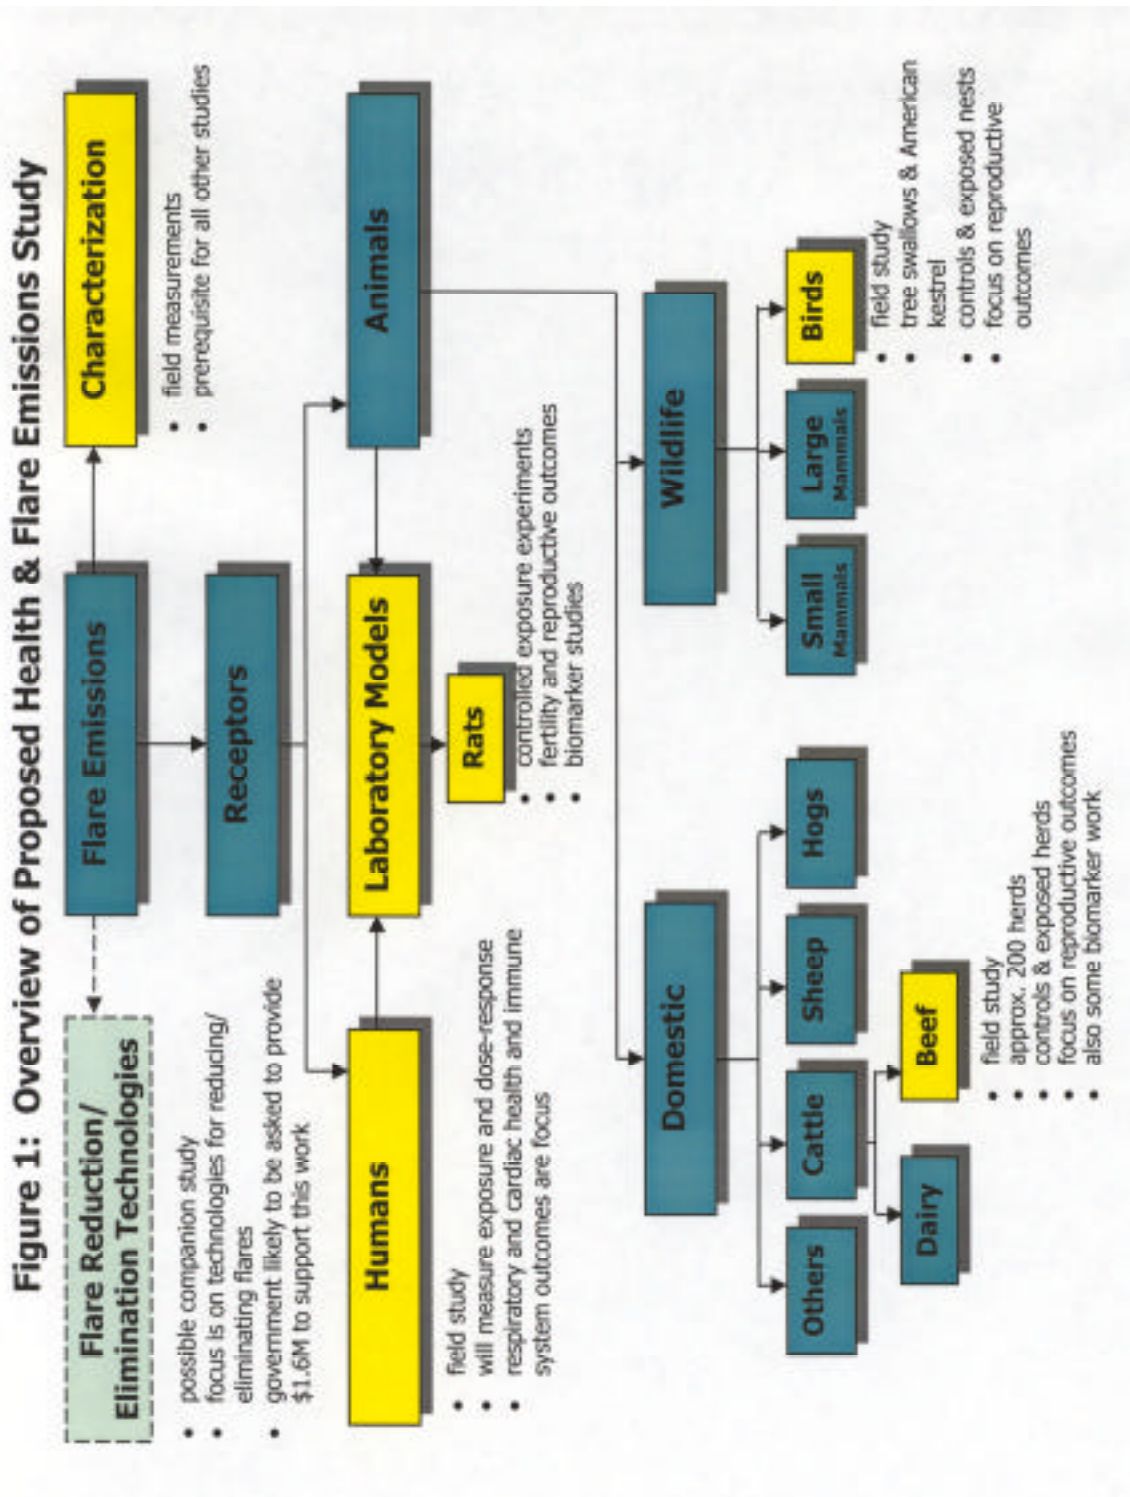 Figure 1: Overview of Proposed Health & Flare Emissions Study
Flare Reduction/
Elimination Technologies
• possible companion study
• focus is on technologies for reducing/
eliminating flares
• government likely to be asked to provide
$1.6M to support this work
Flare Emissions
Characterization
• field measurements
• prerequisite for all other studies
Receptors
Humans
• field study
• will measure exposure and dose-response
• respiratory and cardiac health and immune
system outcomes are focus
Laboratory Models
Rats
• controlled exposure experiments
• fertility and reproductive outcomes
• biomarker studies
Animals
Domestic
Wildlife
Others
Cattle
Sheep
Hogs
Small
Mammals
Large
Mammals
Birds
• field study
• tree swallows & American
kestrel
• controls & exposed nests
• focus on reproductive
outcomes
Dairy
Beef
• field study
• approx. 200 herds
• controls & exposed herds
• focus on reproductive outcomes
• also some biomarker work